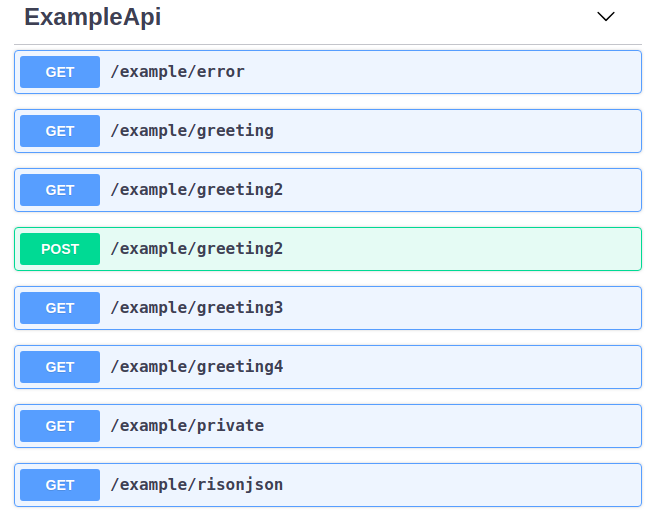 ExampleApi
GET /example/error
GET /example/greeting
GET /example/greeting2
POST /example/greeting2
GET /example/greeting3
GET /example/greeting4
GET /example/private
GET /example/risonjson